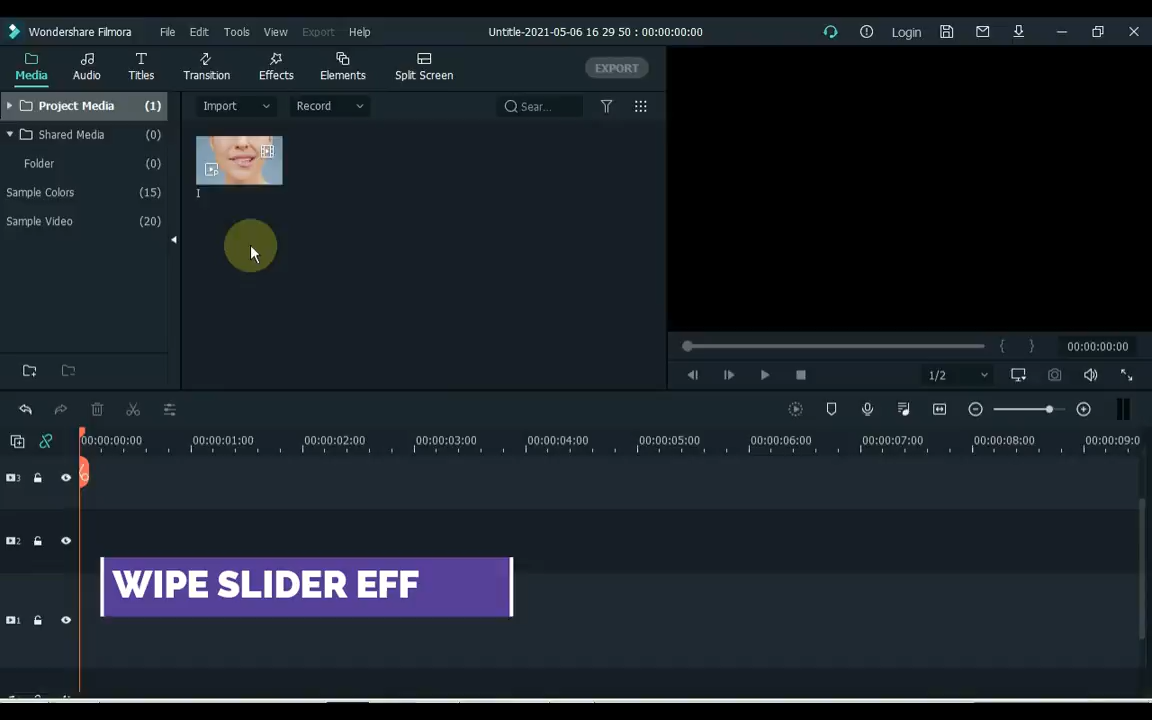 Wondershare Filmora
File Edit Tools View Export Help
Untitle-2021-05-06 16 29 50 : 00:00:00:00
Login
Media Audio Titles Transition Effects Elements Split Screen
EXPORT
Project Media (1)
Import
Record
Sear...
Shared Media (0)
Folder (0)
Sample Colors (15)
Sample Video (20)
I
{ } 00:00:00:00
1/2
00:00:00:00 00:00:01:00 00:00:02:00 00:00:03:00 00:00:04:00 00:00:05:00 00:00:06:00 00:00:07:00 00:00:08:00 00:00:09:0
3
2
WIPE SLIDER EFF
1